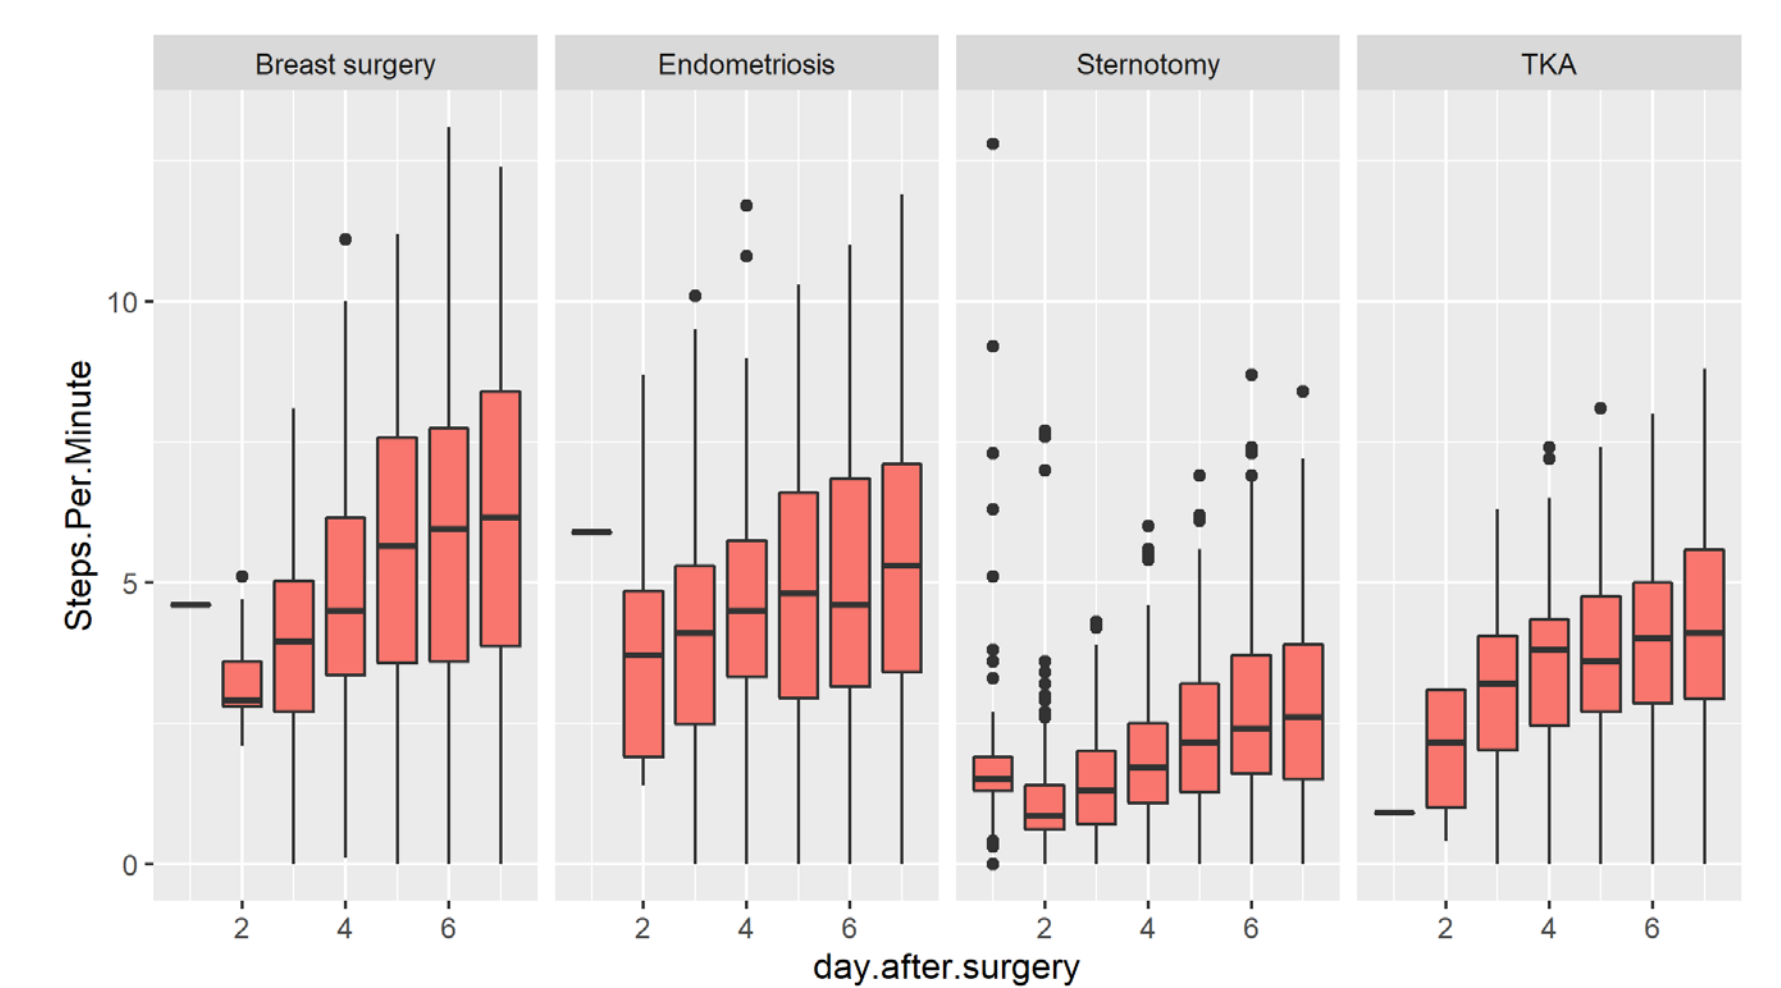 Breast surgery Endometriosis Sternotomy TKA
10
5
0
Steps.Per.Minute
2 4 6 2 4 6 2 4 6 2 4 6
day.after.surgery